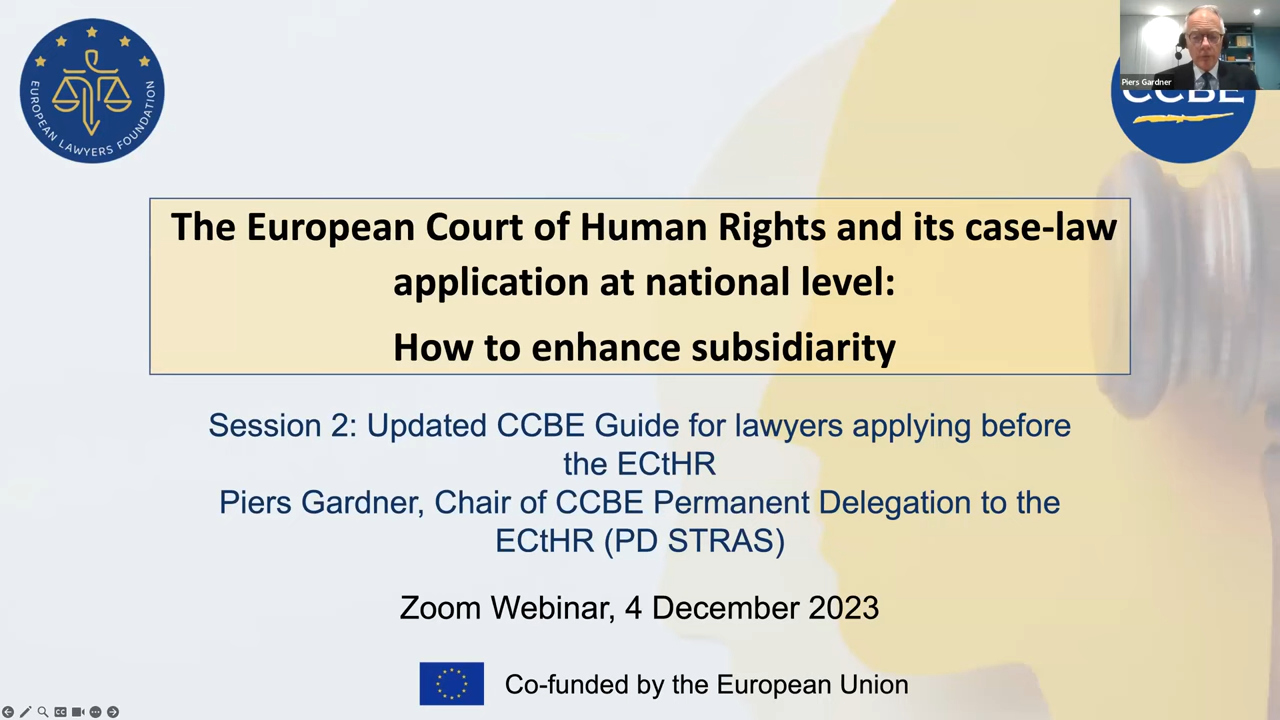 EUROPEAN LAWYERS FOUNDATION
Piers Gardner
CCBE
The European Court of Human Rights and its case-law
application at national level:
How to enhance subsidiarity
Session 2: Updated CCBE Guide for lawyers applying before
the ECtHR
Piers Gardner, Chair of CCBE Permanent Delegation to the
ECtHR (PD STRAS)
Zoom Webinar, 4 December 2023
Co-funded by the European Union
CC